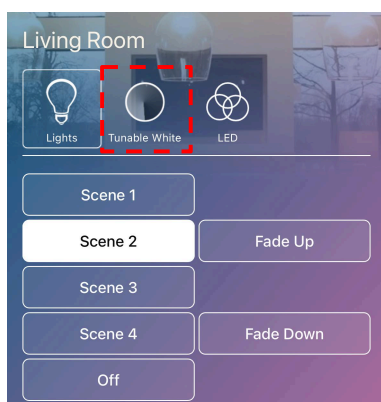 Living Room
Lights Tunable White LED
Scene 1
Scene 2 Fade Up
Scene 3
Scene 4 Fade Down
Off